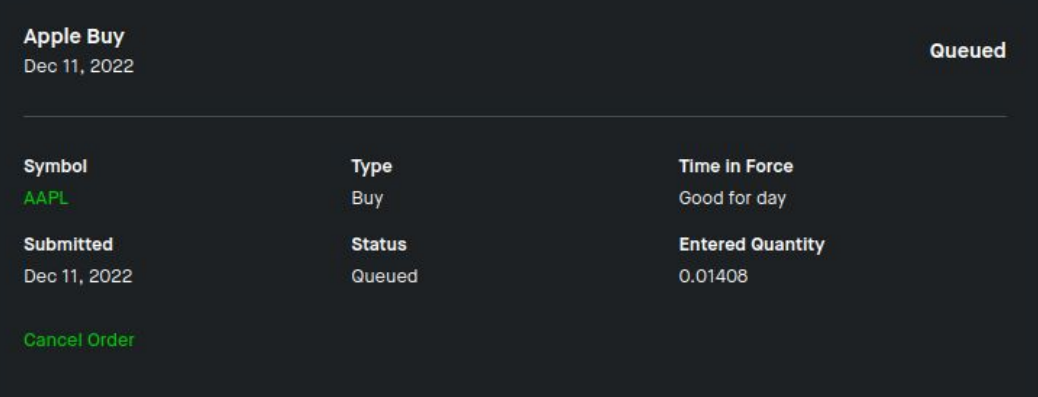 Apple Buy
Dec 11, 2022
Queued
Symbol
AAPL
Type
Buy
Time in Force
Good for day
Submitted
Dec 11, 2022
Status
Queued
Entered Quantity
0.01408
Cancel Order